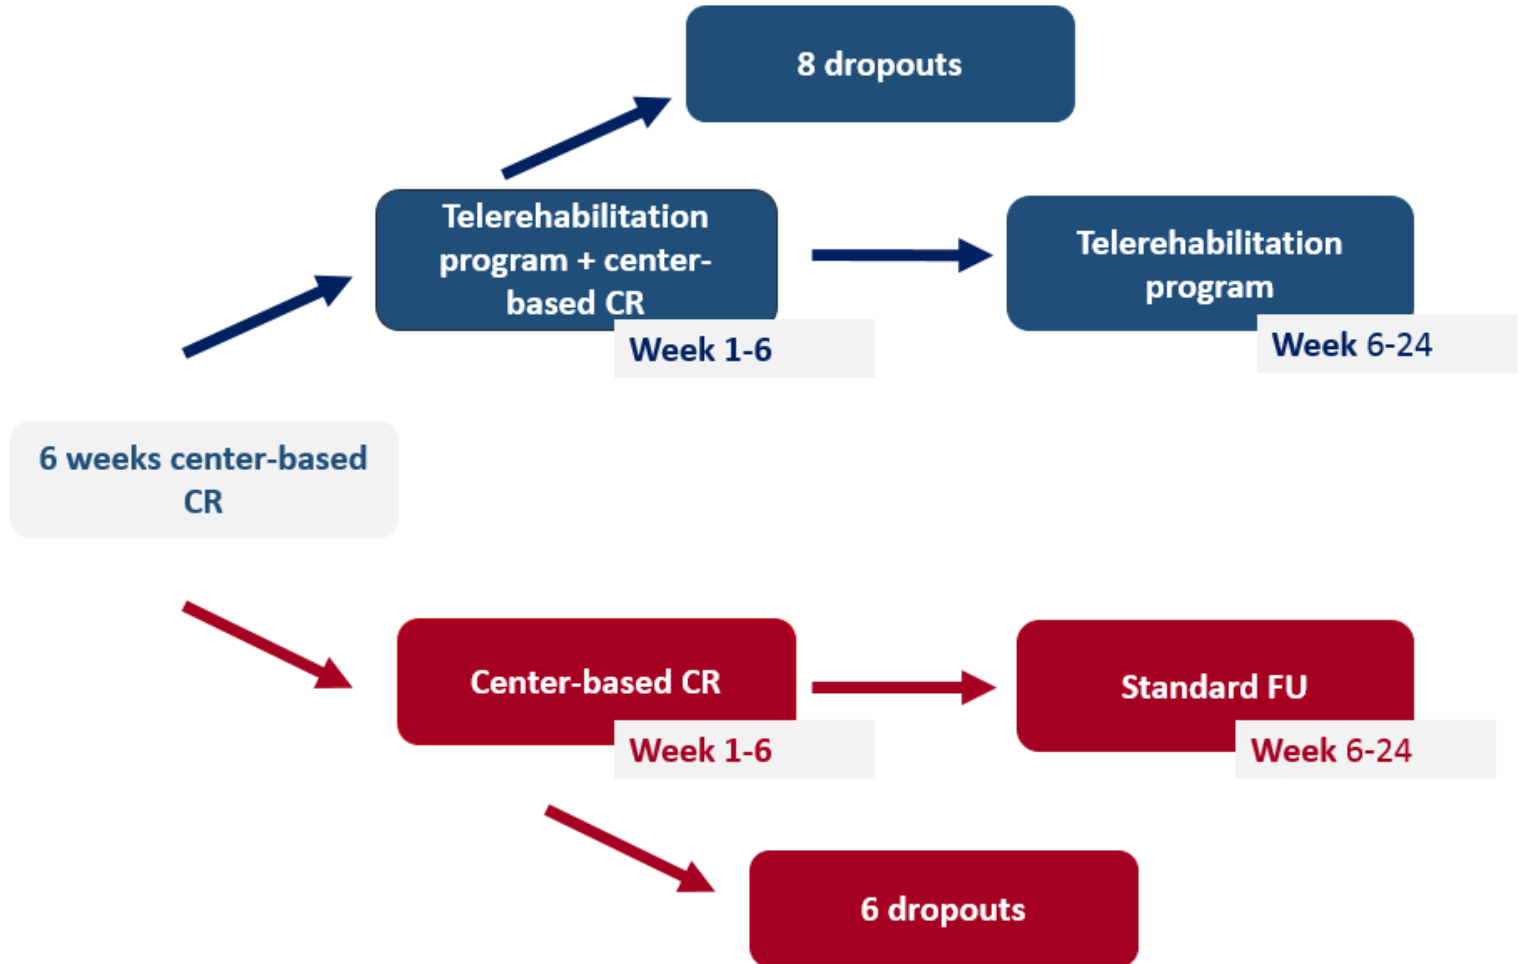 8 dropouts
Telerehabilitation
program + center-
based CR
Week 1-6
Telerehabilitation
program
Week 6-24
6 weeks center-based
CR
Center-based CR
Week 1-6
Standard FU
Week 6-24
6 dropouts